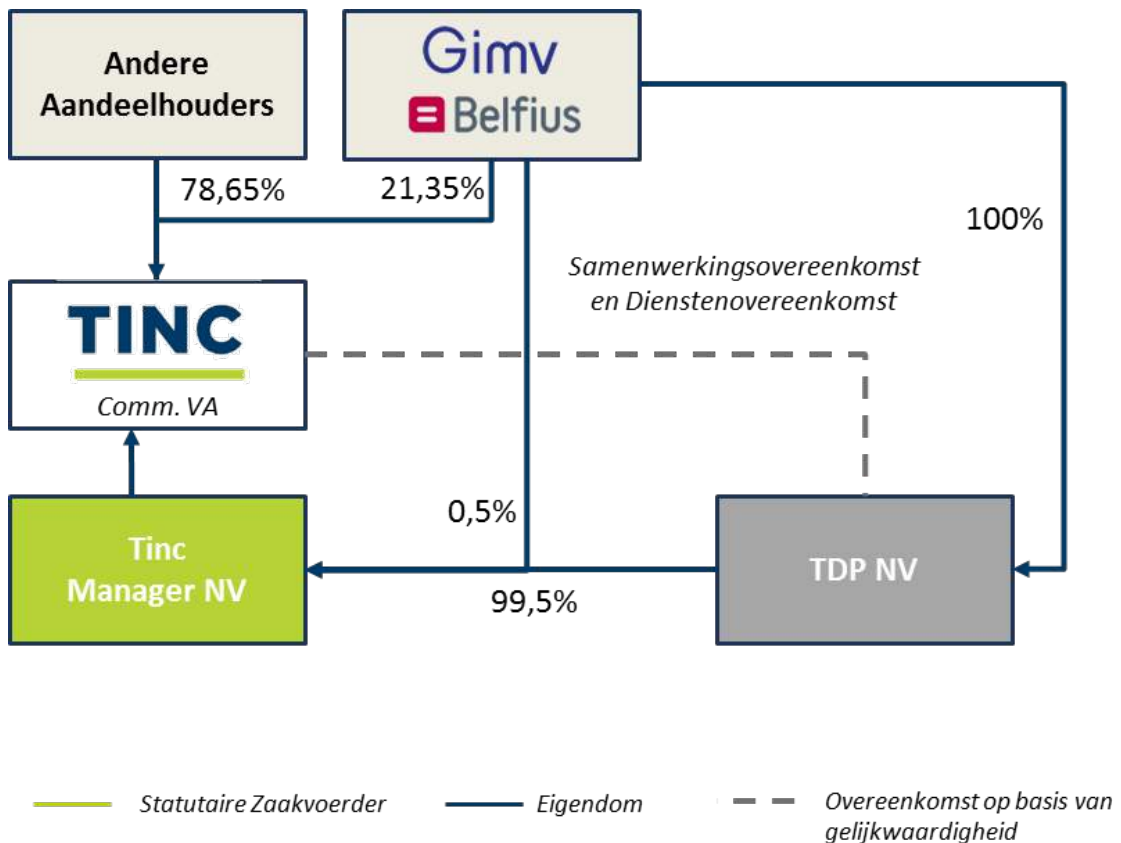 Andere
Aandeelhouders
Gimv
Belfius
78,65%
21,35%
100%
Samenwerkingsovereenkomst
en Dienstenovereenkomst
TINC
Comm. VA
0,5%
Tinc
Manager NV
TDP NV
99,5%
Statutaire Zaakvoerder
Eigendom
Overeenkomst op basis van
gelijkwaardigheid